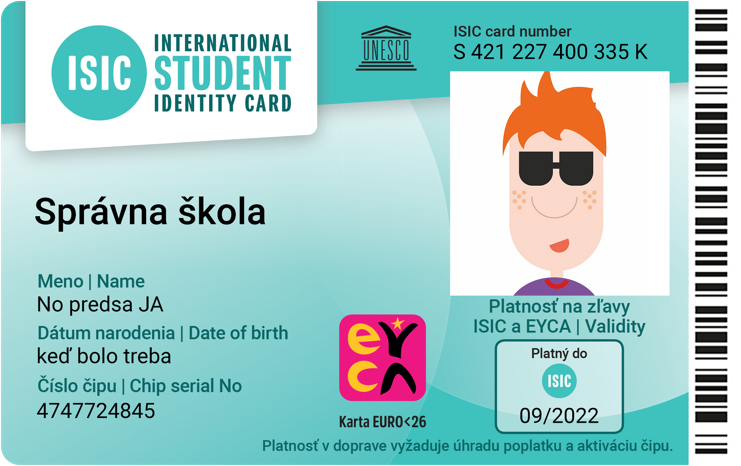 ISIC
INTERNATIONAL
STUDENT
IDENTITY CARD
UNESCO
ISIC card number
S 421 227 400 335 K
Správna škola
Meno | Name
No predsa JA
Dátum narodenia | Date of birth
keď bolo treba
Číslo čipu | Chip serial No
4747724845
EYCA
Karta EURO<26
Platnosť na zľavy
ISIC a EYCA | Validity
Platný do
ISIC
09/2022
Platnosť v doprave vyžaduje úhradu poplatku a aktiváciu čipu.